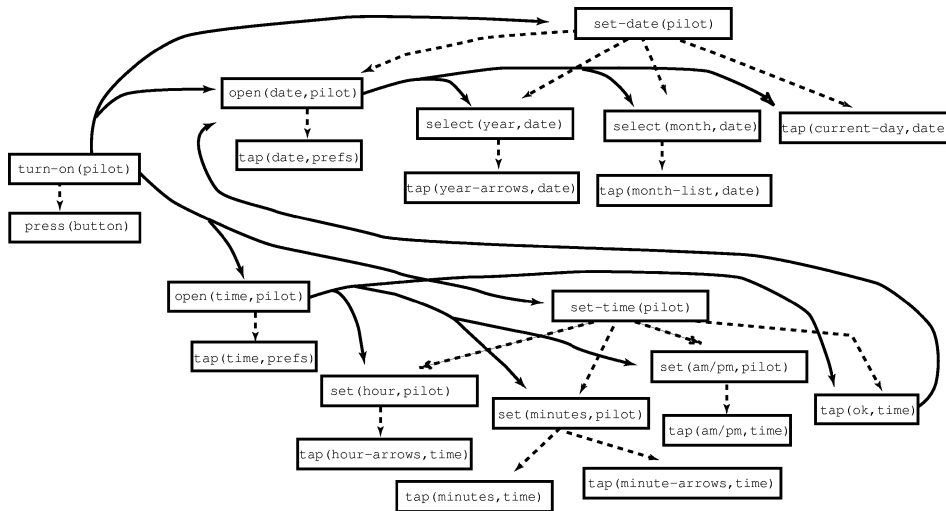 set-date(pilot)
open(date,pilot)
select(year,date)
select(month,date)
tap(current-day,date
tap(date,prefs)
turn-on(pilot)
tap(year-arrows,date)
tap(month-list,date)
press(button)
open(time,pilot)
set-time(pilot)
tap(time,prefs)
set(am/pm,pilot)
set(hour,pilot)
set(minutes,pilot)
tap(ok,time)
tap(am/pm,time)
tap(hour-arrows,time)
tap(minute-arrows,time)
tap(minutes,time)